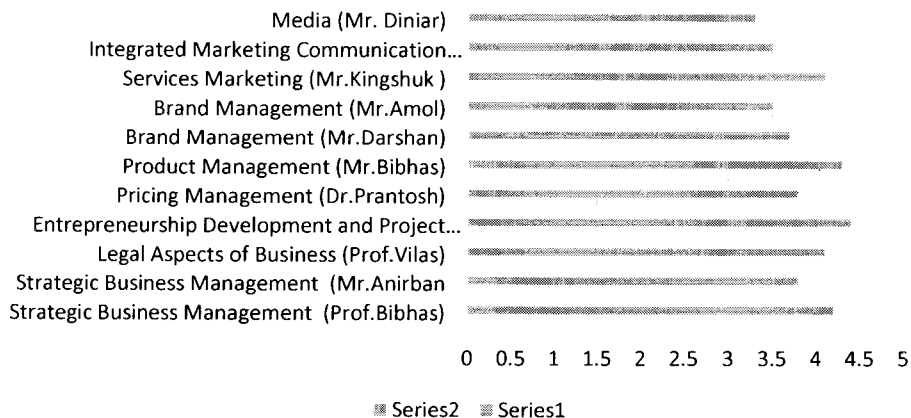 Media (Mr. Diniar)
Integrated Marketing Communication...
Services Marketing (Mr.Kingshuk )
Brand Management (Mr.Amol)
Brand Management (Mr.Darshan)
Product Management (Mr.Bibhas)
Pricing Management (Dr.Prantosh)
Entrepreneurship Development and Project...
Legal Aspects of Business (Prof.Vilas)
Strategic Business Management  (Mr.Anirban
Strategic Business Management  (Prof.Bibhas)
0 0.5 1 1.5 2 2.5 3 3.5 4 4.5 5
Series2 Series1